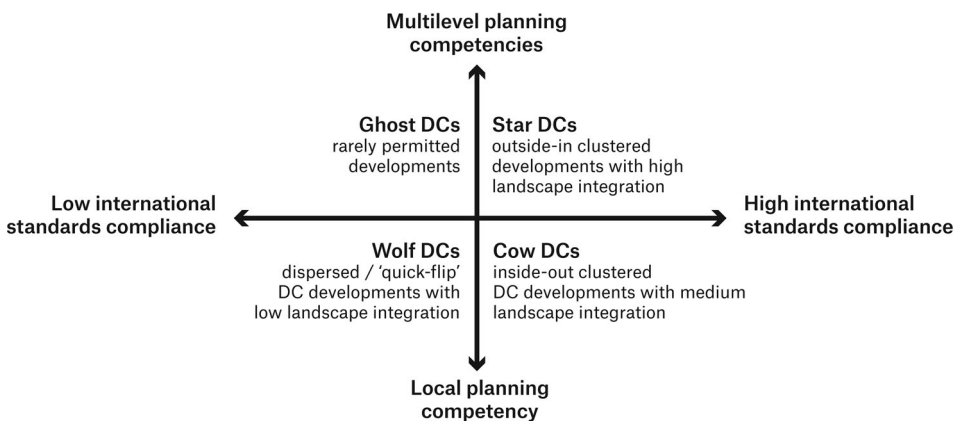 Multilevel planning
competencies
Ghost DCs
rarely permitted
developments
Star DCs
outside-in clustered
developments with high
landscape integration
Low international
standards compliance
High international
standards compliance
Wolf DCs
dispersed / ‘quick-flip’
DC developments with
low landscape integration
Cow DCs
inside-out clustered
DC developments with medium
landscape integration
Local planning
competency